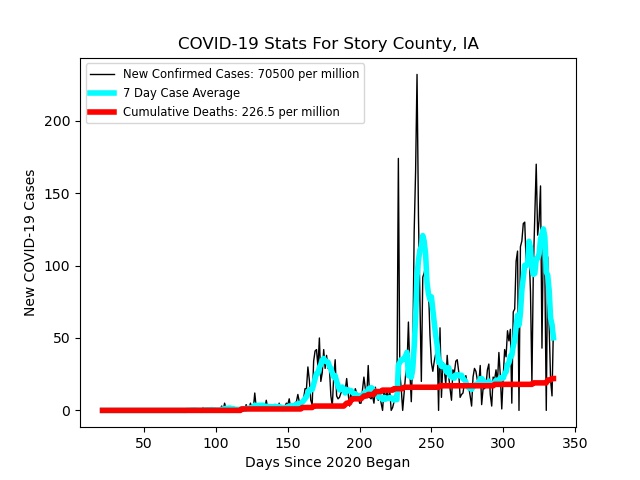 COVID-19 Stats For Story County, IA
New Confirmed Cases: 70500 per million
7 Day Case Average
Cumulative Deaths: 226.5 per million
New COVID-19 Cases
200
150
100
50
0
50 100 150 200 250 300 350
Days Since 2020 Began